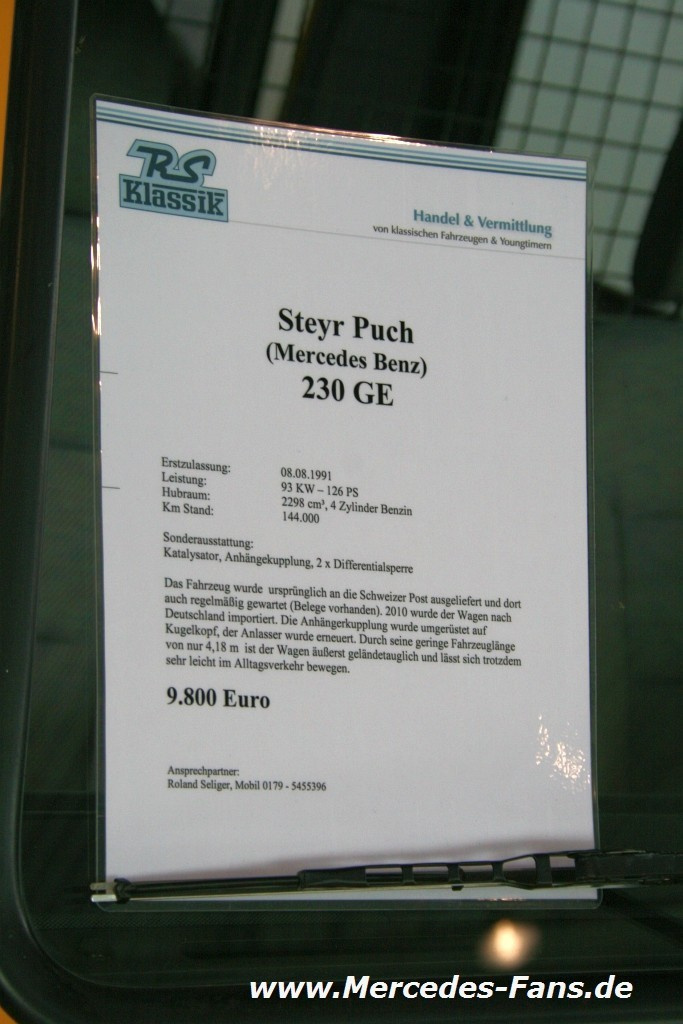 RS
Klassik
Handel & Vermittlung
von klassischen Fahrzeugen & Youngtimern
Steyr Puch
(Mercedes Benz)
230 GE
Erstzulassung: 08.08.1991
Leistung: 93 KW – 126 PS
Hubraum: 2298 cm³, 4 Zylinder Benzin
Km Stand: 144.000
Sonderausstattung:
Katalysator, Anhängekupplung, 2 x Differentialsperre
Das Fahrzeug wurde ursprünglich an die Schweizer Post ausgeliefert und dort
auch regelmäßig gewartet (Belege vorhanden). 2010 wurde der Wagen nach
Deutschland importiert. Die Anhängerkupplung wurde umgerüstet auf
Kugelkopf, der Anlasser wurde erneuert. Durch seine geringe Fahrzeuglänge
von nur 4,18 m ist der Wagen äußerst geländetauglich und lässt sich trotzdem
sehr leicht im Alltagsverkehr bewegen.
9.800 Euro
Ansprechpartner:
Roland Seliger, Mobil 0179 - 5455396
www.Mercedes-Fans.de